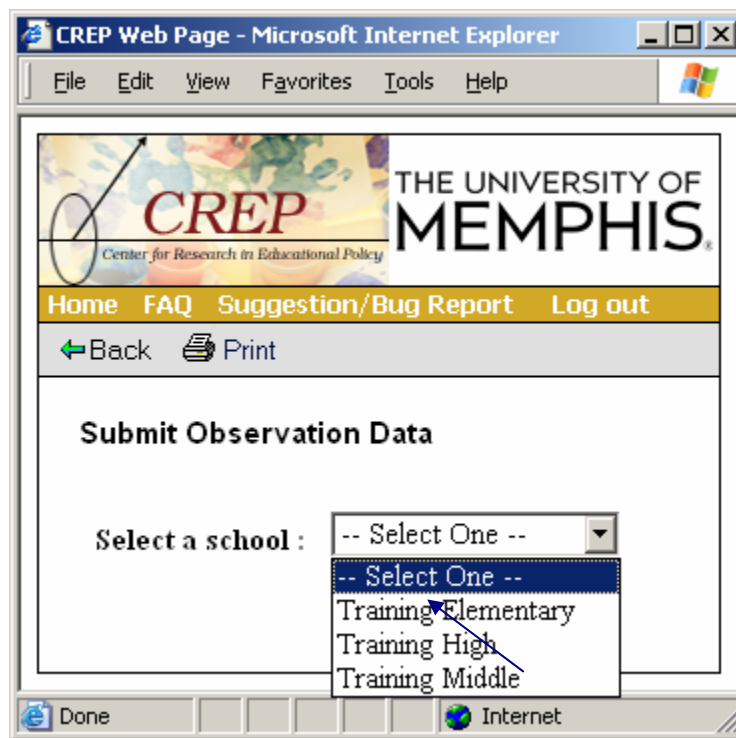 CREP Web Page - Microsoft Internet Explorer
File Edit View Favorites Tools Help
CREP
Center for Research in Educational Policy
THE UNIVERSITY OF
MEMPHIS.
Home FAQ Suggestion/Bug Report Log out
Back Print
Submit Observation Data
Select a school : -- Select One --
-- Select One --
Training Elementary
Training High
Training Middle
Done Internet